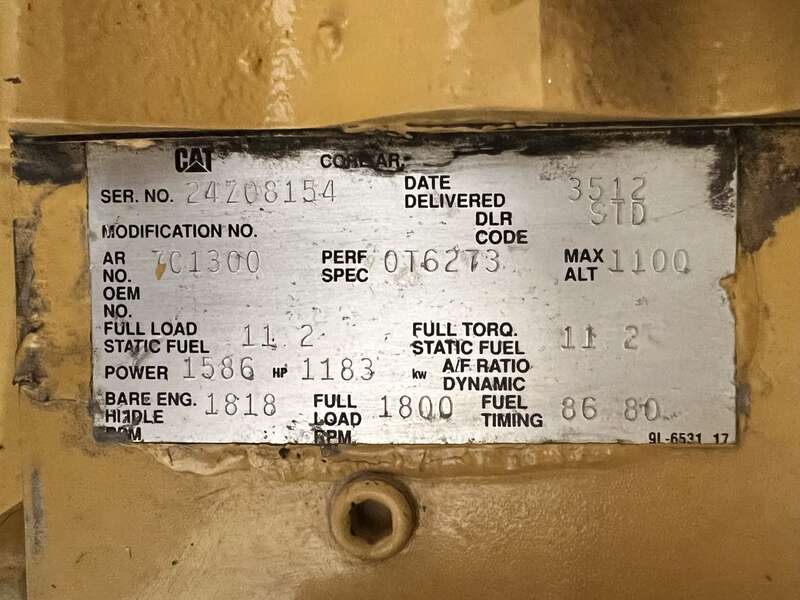 CAT
SER. NO. 24Z08154 DATE DELIVERED 3512
MODIFICATION NO. DLR CODE STD
AR NO. 7C1300 PERF SPEC 0T6273 MAX ALT 1100
OEM NO.
FULL LOAD STATIC FUEL 11 2 FULL TORQ. STATIC FUEL 11 2
POWER 1586 HP 1183 kw A/F RATIO DYNAMIC
BARE ENG. HI IDLE RPM 1818 FULL LOAD RPM 1800 FUEL TIMING 86 80
9L-6531 17